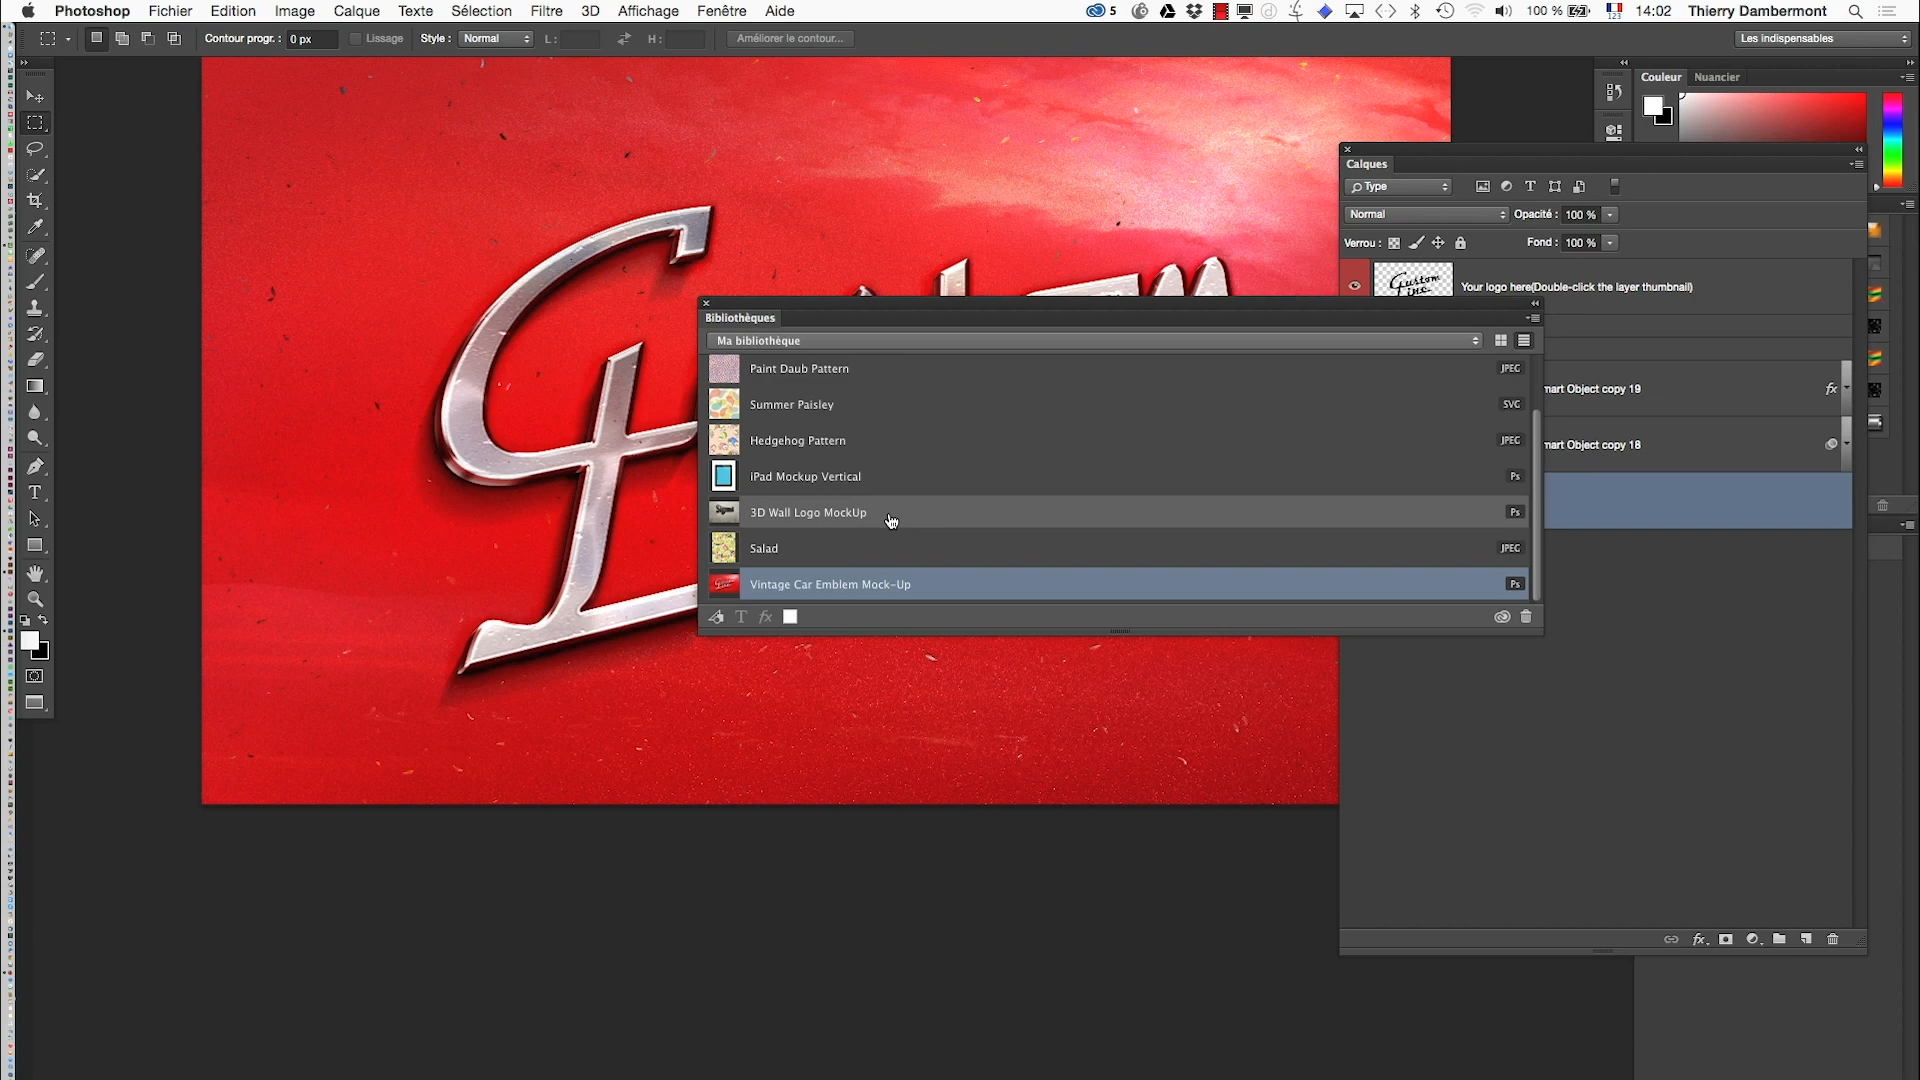 Photoshop Fichier Edition Image Calque Texte Sélection Filtre 3D Affichage Fenêtre Aide 5 100 % 14:02 Thierry Dambermont
Contour progr. : 0 px Lissage Style : Normal L : H : Améliorer le contour... Les indispensables
Couleur Nuancier
Calques
Type
Normal Opacité : 100 %
Verrou : Fond : 100 %
Your logo here(Double-click the layer thumbnail)
Bibliothèques
Ma bibliothèque
Paint Daub Pattern JPEG
mart Object copy 19 fx
Summer Paisley SVG
Hedgehog Pattern JPEG
mart Object copy 18
iPad Mockup Vertical Ps
3D Wall Logo MockUp Ps
Salad JPEG
Vintage Car Emblem Mock-Up Ps
T fx
fx